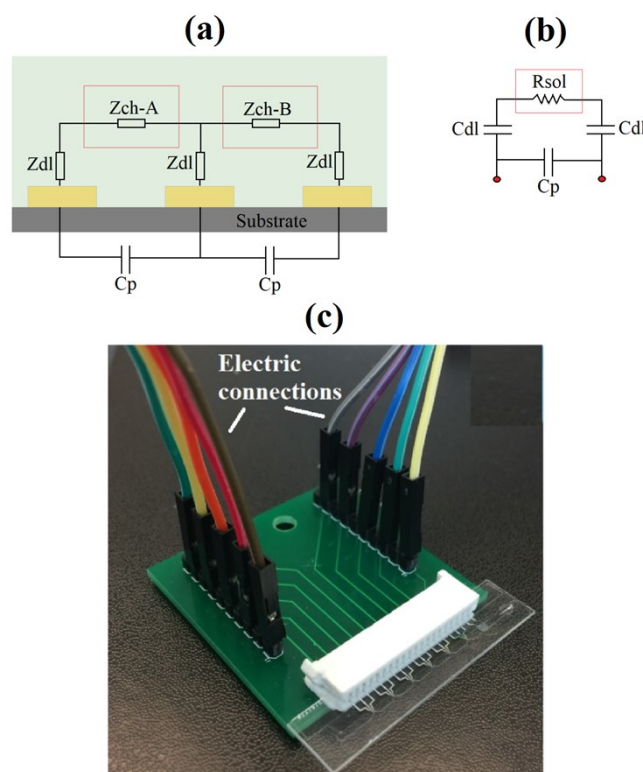 (a)
(b)
Zch-A
Zch-B
Zdl
Zdl
Zdl
Substrate
Cp
Cp
Rsol
Cdl
Cdl
Cp
(c)
Electric
connections